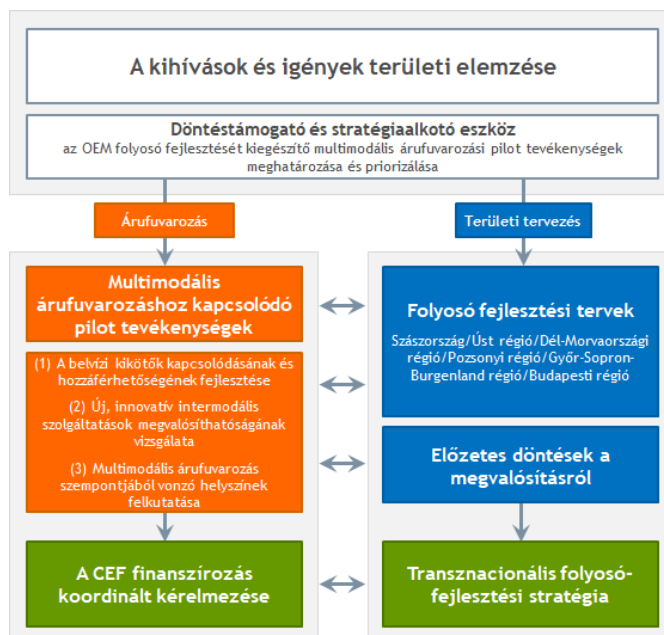 A kihívások és igények területi elemzése
Döntéstámogató és stratégiaalkotó eszköz
az OEM folyosó fejlesztését kiegészítő multimodális árufuvarozási pilot tevékenységek
meghatározása és priorizálása
Árufuvarozás
Területi tervezés
Multimodális
árufuvarozáshoz kapcsolódó
pilot tevékenységek
(1) A belvízi kikötők kapcsolódásának és
hozzáférhetőségének fejlesztése
(2) Új, innovatív intermodális
szolgáltatások megvalósíthatóságának
vizsgálata
(3) Multimodális árufuvarozás
szempontjából vonzó helyszínek
felkutatása
A CEF finanszírozás
koordinált kérelmezése
Folyosó fejlesztési tervek
Szászország/Úst régió/Dél-Morvaországi
régió/Pozsonyi régió/Győr-Sopron-
Burgenland régió/Budapesti régió
Előzetes döntések a
megvalósításról
Transznacionális folyosó-
fejlesztési stratégia